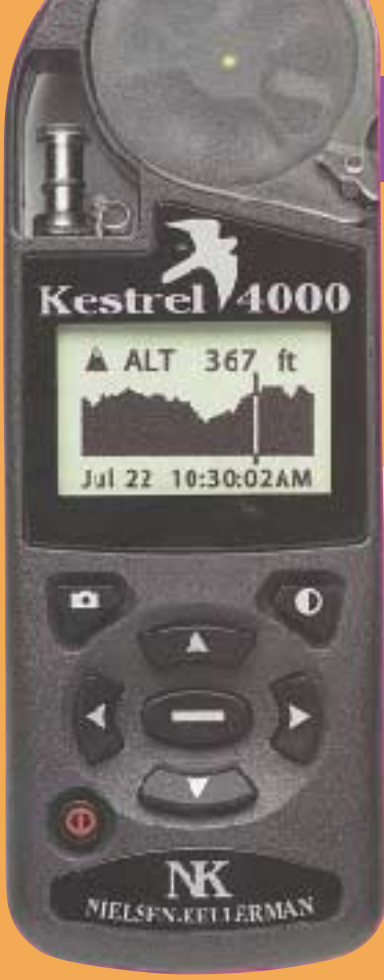 Kestrel 4000
ALT 367 ft
Jul 22 10:30:02AM
NK
NIELSEN-KELLERMAN